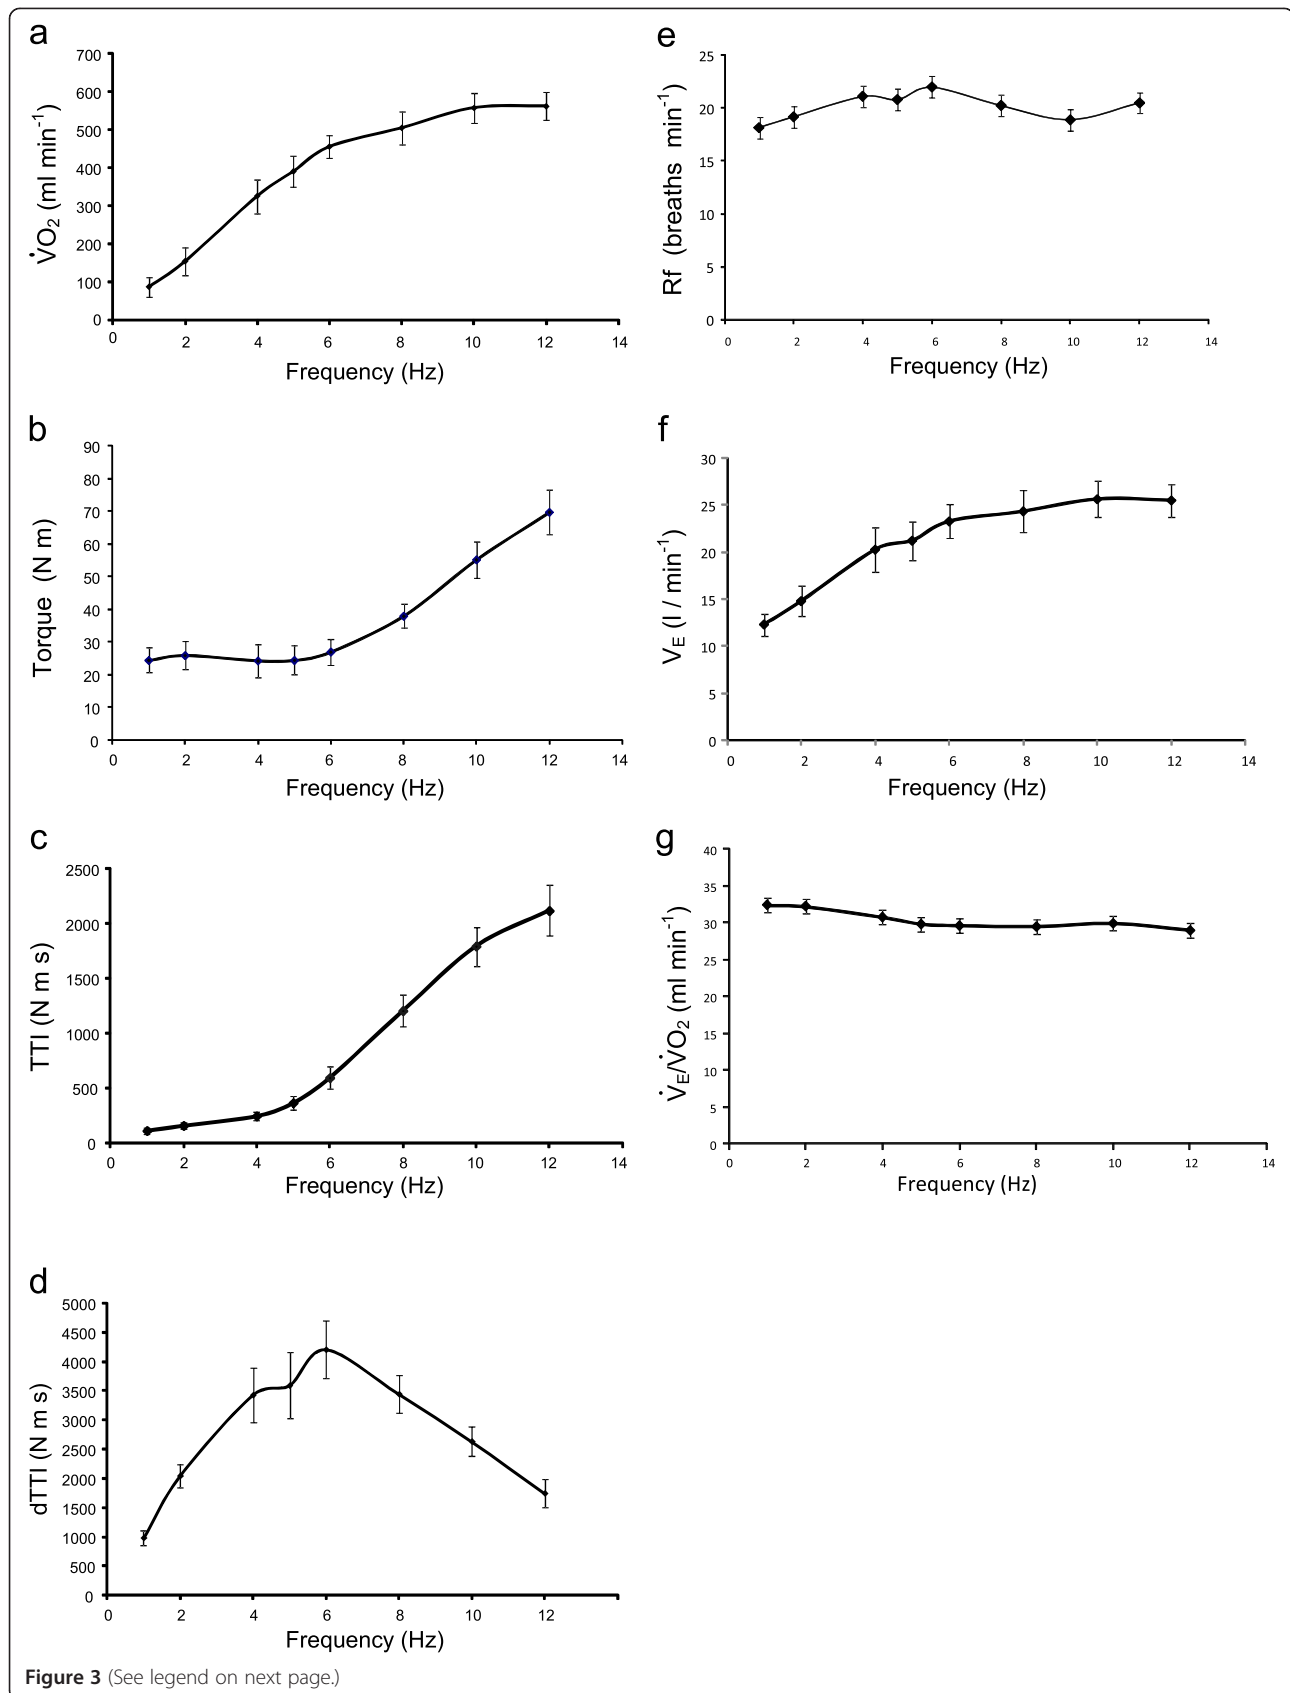 a
700
600
500
400
300
200
100
0
V̇O₂ (ml min⁻¹)
0 2 4 6 8 10 12 14
Frequency (Hz)
b
90
80
70
60
50
40
30
20
10
0
Torque (N m)
0 2 4 6 8 10 12 14
Frequency (Hz)
c
2500
2000
1500
1000
500
0
TTI (N m s)
0 2 4 6 8 10 12 14
Frequency (Hz)
d
5000
4500
4000
3500
3000
2500
2000
1500
1000
500
0
dTTI (N m s)
0 2 4 6 8 10 12
Frequency (Hz)
e
25
20
15
10
5
0
Rf (breaths min⁻¹)
0 2 4 6 8 10 12 14
Frequency (Hz)
f
30
25
20
15
10
5
0
V_E (l / min⁻¹)
0 2 4 6 8 10 12 14
Frequency (Hz)
g
40
35
30
25
20
15
30
10
5
0
V̇_E/V̇O₂ (ml min⁻¹)
0 2 4 6 8 10 12 14
Frequency (Hz)
Figure 3 (See legend on next page.)